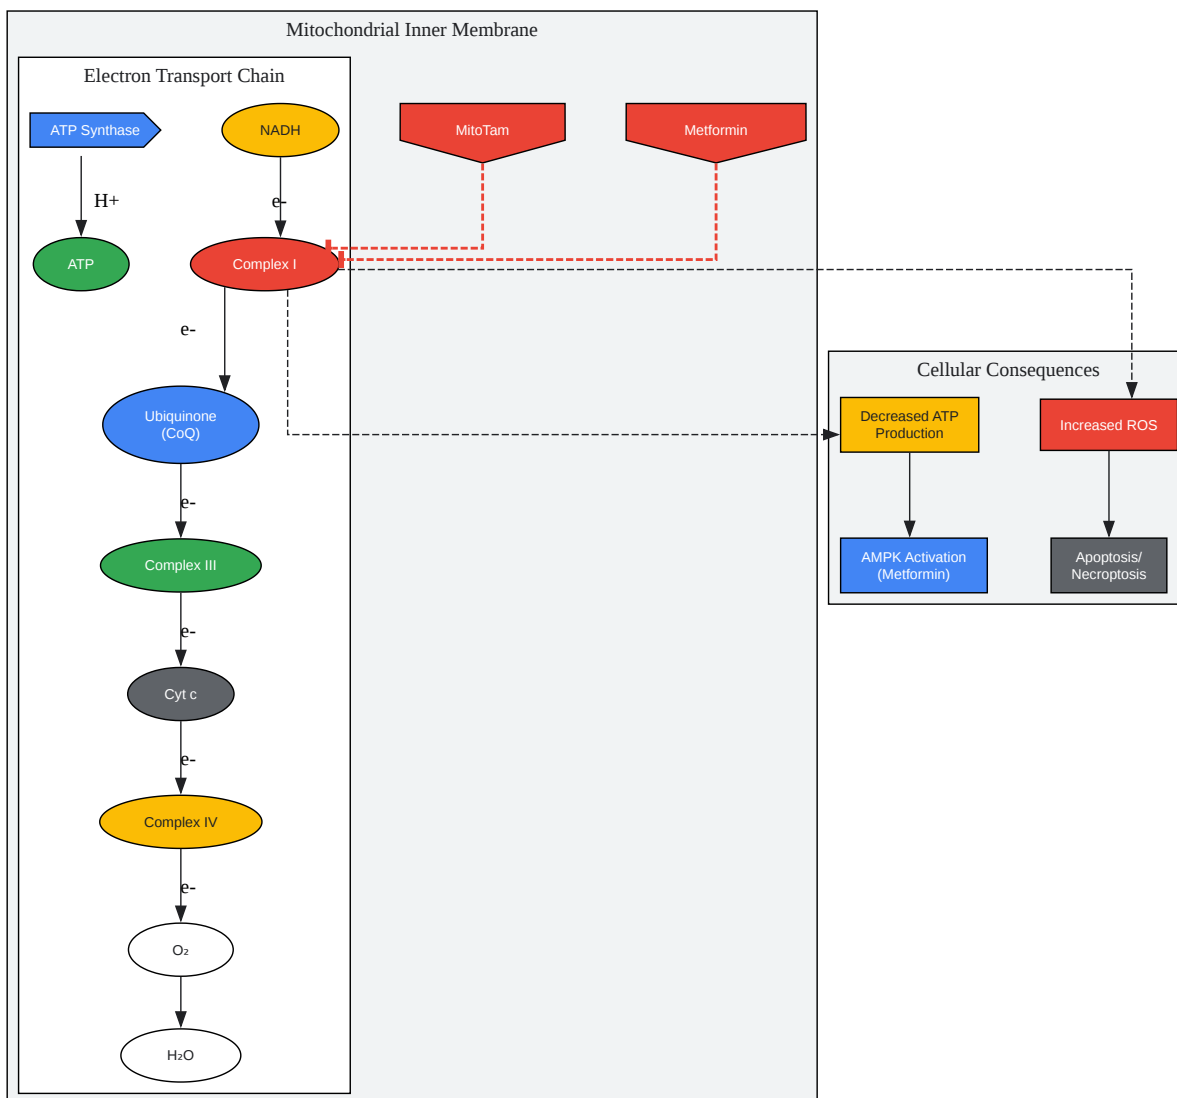 Mitochondrial Inner Membrane
Electron Transport Chain
ATP Synthase
NADH
MitoTam
Metformin
H+
e-
ATP
Complex I
e-
Cellular Consequences
Ubiquinone
(CoQ)
Decreased ATP
Production
Increased ROS
e-
Complex III
AMPK Activation
(Metformin)
Apoptosis/
Necroptosis
e-
Cyt c
e-
Complex IV
e-
O₂
H₂O